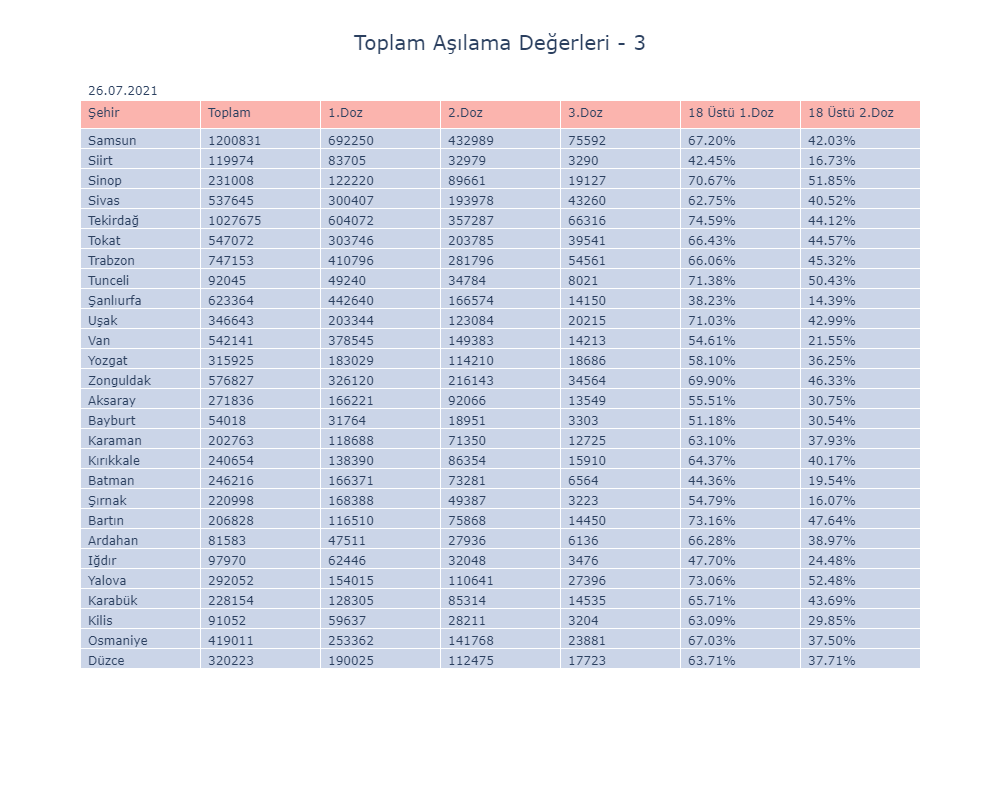 Toplam Aşılama Değerleri - 3
26.07.2021
Şehir Toplam 1.Doz 2.Doz 3.Doz 18 Üstü 1.Doz 18 Üstü 2.Doz
Samsun 1200831 692250 432989 75592 67.20% 42.03%
Siirt 119974 83705 32979 3290 42.45% 16.73%
Sinop 231008 122220 89661 19127 70.67% 51.85%
Sivas 537645 300407 193978 43260 62.75% 40.52%
Tekirdağ 1027675 604072 357287 66316 74.59% 44.12%
Tokat 547072 303746 203785 39541 66.43% 44.57%
Trabzon 747153 410796 281796 54561 66.06% 45.32%
Tunceli 92045 49240 34784 8021 71.38% 50.43%
Şanlıurfa 623364 442640 166574 14150 38.23% 14.39%
Uşak 346643 203344 123084 20215 71.03% 42.99%
Van 542141 378545 149383 14213 54.61% 21.55%
Yozgat 315925 183029 114210 18686 58.10% 36.25%
Zonguldak 576827 326120 216143 34564 69.90% 46.33%
Aksaray 271836 166221 92066 13549 55.51% 30.75%
Bayburt 54018 31764 18951 3303 51.18% 30.54%
Karaman 202763 118688 71350 12725 63.10% 37.93%
Kırıkkale 240654 138390 86354 15910 64.37% 40.17%
Batman 246216 166371 73281 6564 44.36% 19.54%
Şırnak 220998 168388 49387 3223 54.79% 16.07%
Bartın 206828 116510 75868 14450 73.16% 47.64%
Ardahan 81583 47511 27936 6136 66.28% 38.97%
Iğdır 97970 62446 32048 3476 47.70% 24.48%
Yalova 292052 154015 110641 27396 73.06% 52.48%
Karabük 228154 128305 85314 14535 65.71% 43.69%
Kilis 91052 59637 28211 3204 63.09% 29.85%
Osmaniye 419011 253362 141768 23881 67.03% 37.50%
Düzce 320223 190025 112475 17723 63.71% 37.71%